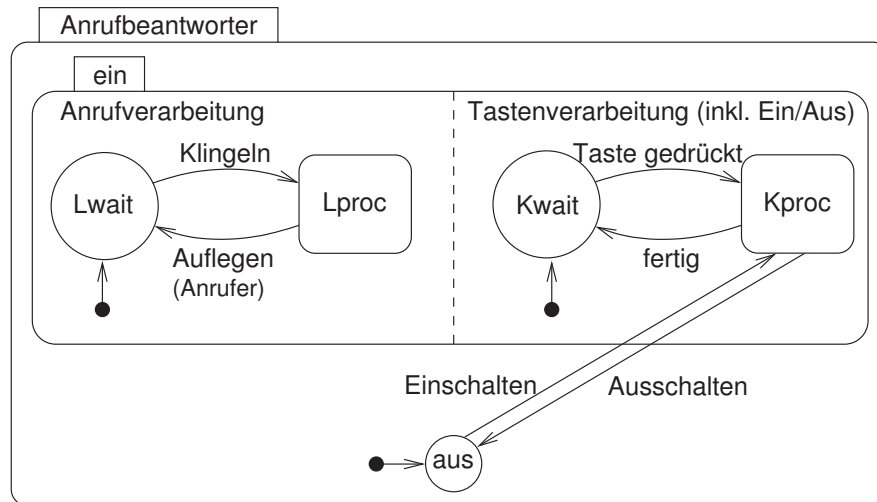 Anrufbeantworter
ein
Anrufverarbeitung
Tastenverarbeitung (inkl. Ein/Aus)
Klingeln
Taste gedrückt
Lwait
Lproc
Kwait
Kproc
Auflegen
(Anrufer)
fertig
Einschalten
Ausschalten
aus